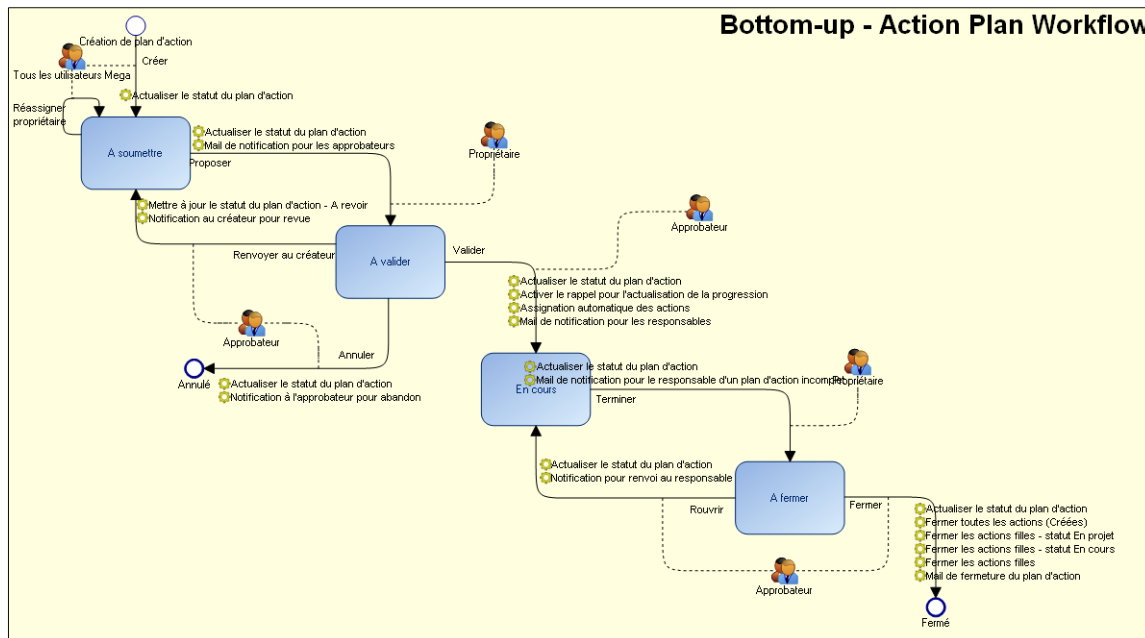 Bottom-up - Action Plan Workflow
Création de plan d'action
Créer
Tous les utilisateurs Mega
Actualiser le statut du plan d'action
Réassigner
propriétaire
A soumettre
Actualiser le statut du plan d'action
Mail de notification pour les approbateurs
Proposer
Propriétaire
Mettre à jour le statut du plan d'action - A revoir
Notification au créateur pour revue
Renvoyer au créateur
A valider
Valider
Approbateur
Actualiser le statut du plan d'action
Activer le rappel pour l'actualisation de la progression
Assignation automatique des actions
Mail de notification pour les responsables
Approbateur
Annuler
Annulé
Actualiser le statut du plan d'action
Notification à l'approbateur pour abandon
Actualiser le statut du plan d'action
Mail de notification pour le responsable d'un plan d'action
Propriétaire
En cours
Terminer
Actualiser le statut du plan d'action
Notification pour renvoi au responsable
Rouvrir
A fermer
Fermer
Approbateur
Actualiser le statut du plan d'action
Fermer toutes les actions (Créées)
Fermer les actions filles - statut En projet
Fermer les actions filles - statut En cours
Fermer les actions filles
Mail de fermeture du plan d'action
Fermé